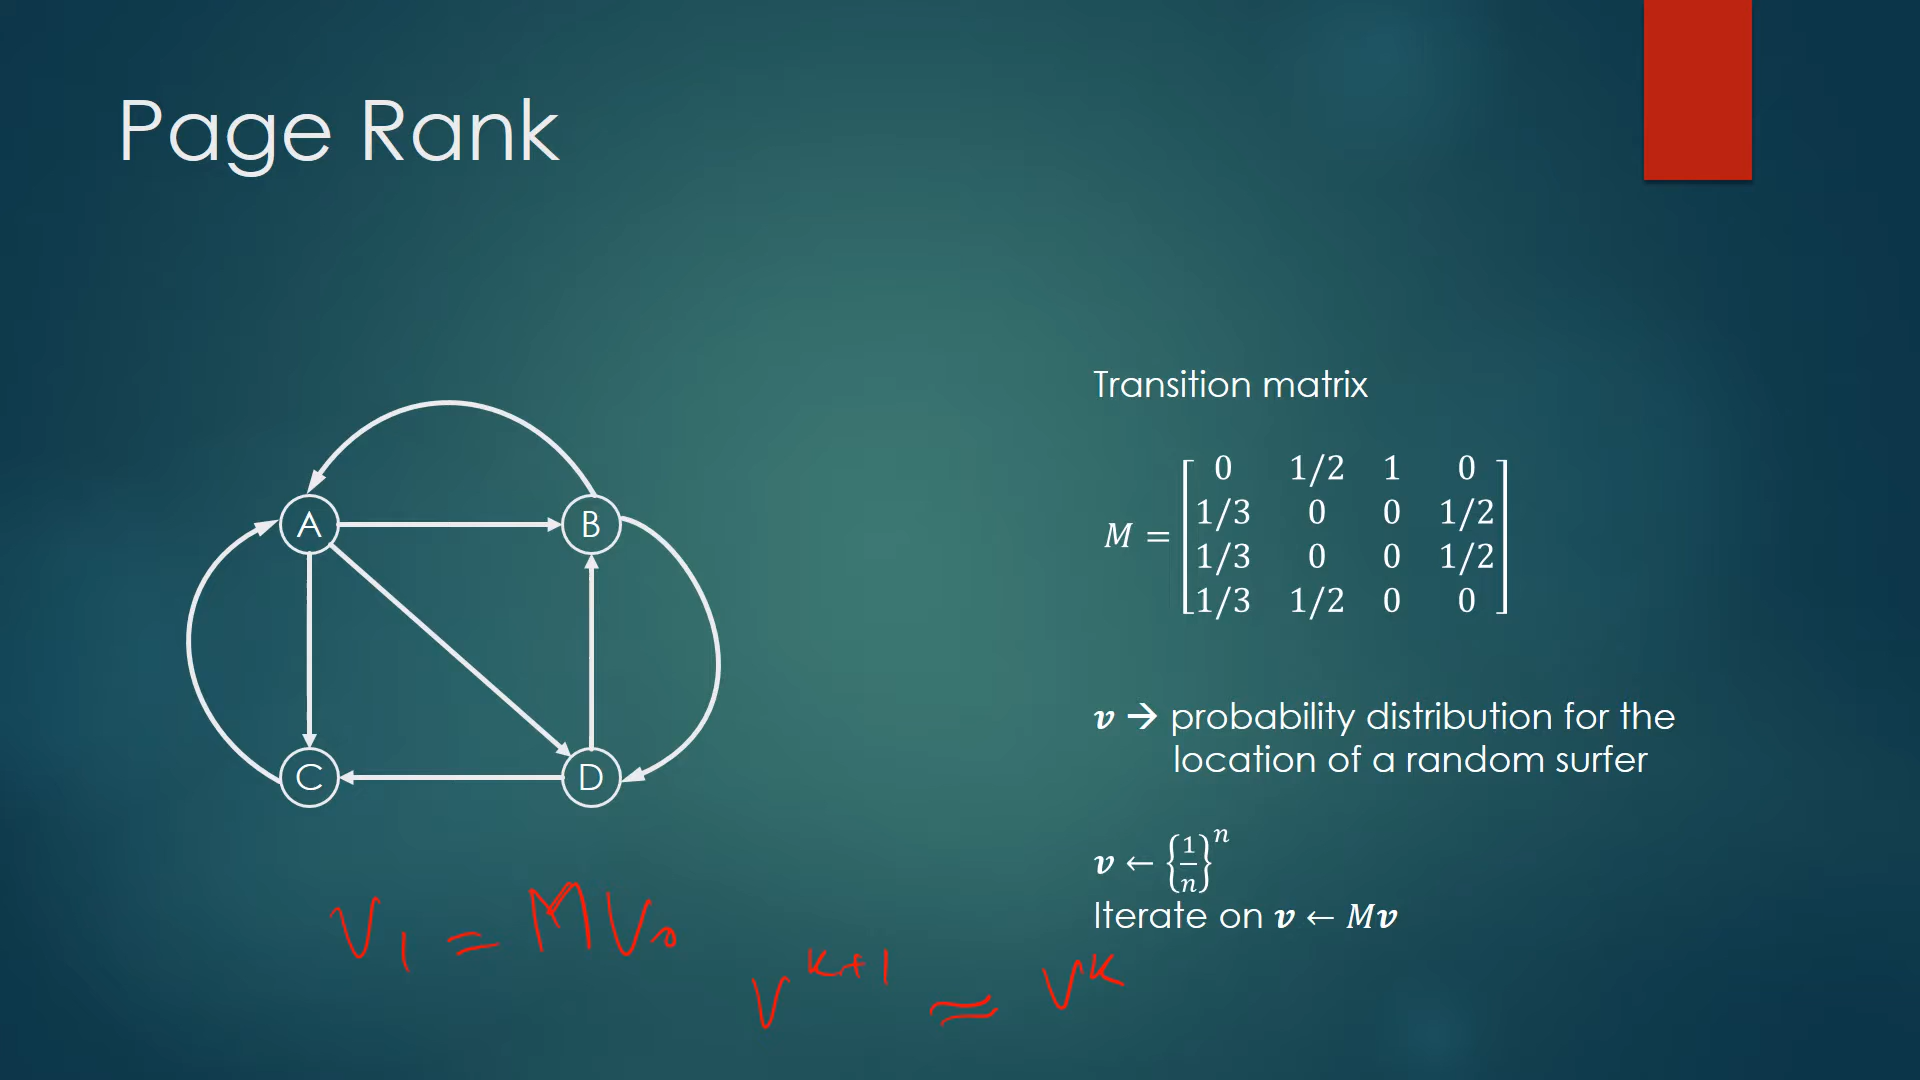 Page Rank
A
B
C
D
Transition matrix
M = [0 1/2 1 0
1/3 0 0 1/2
1/3 0 0 1/2
1/3 1/2 0 0]
v → probability distribution for the
location of a random surfer
v ← {1/n}^n
Iterate on v ← Mv
V₁ = MV₀
V^{k+1} ≈ V^k